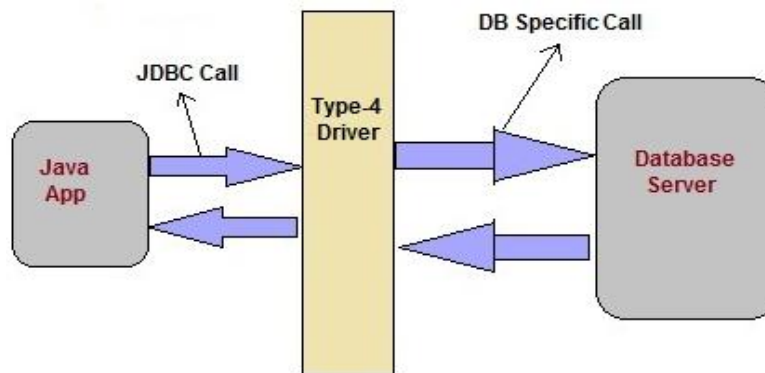 DB Specific Call
JDBC Call
Type-4
Driver
Java
App
Database
Server